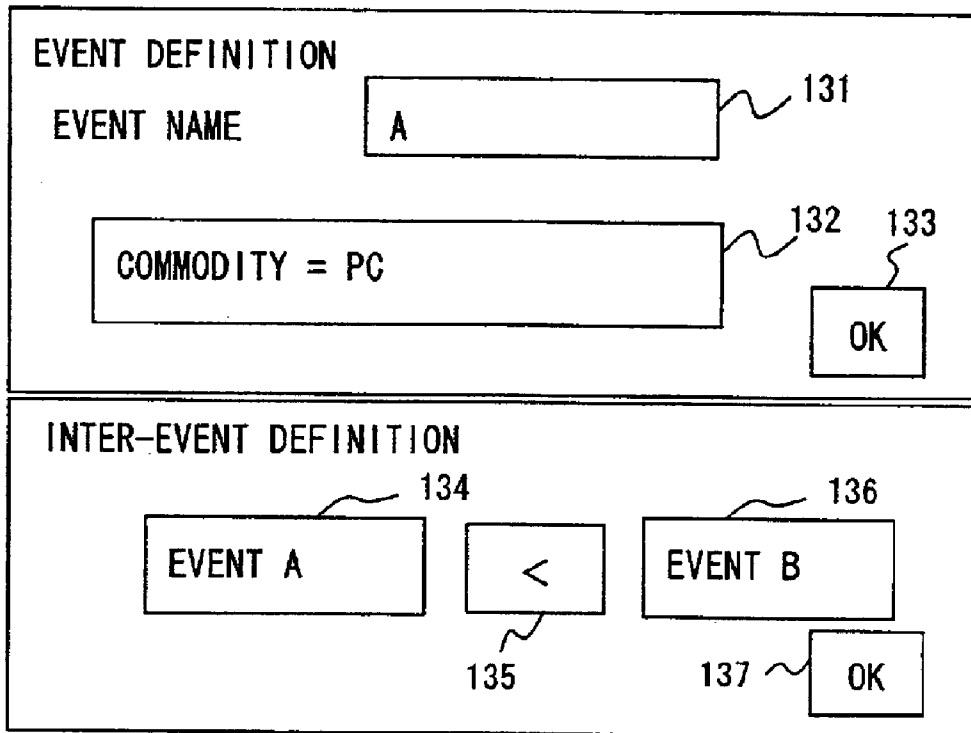 EVENT DEFINITION
131
EVENT NAME
A
132
133
COMMODITY = PC
OK
INTER-EVENT DEFINITION
134
136
EVENT A
<
EVENT B
135
137
OK